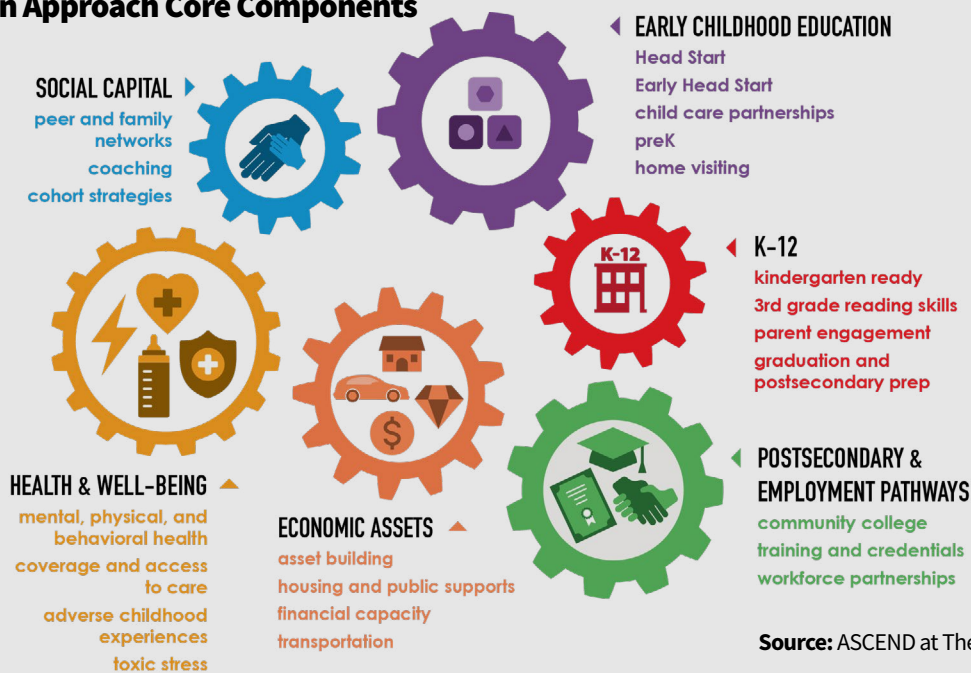 n Approach Core Components
SOCIAL CAPITAL
peer and family
networks
coaching
cohort strategies
EARLY CHILDHOOD EDUCATION
Head Start
Early Head Start
child care partnerships
preK
home visiting
K-12
K-12
kindergarten ready
3rd grade reading skills
parent engagement
graduation and
postsecondary prep
HEALTH & WELL-BEING
mental, physical, and
behavioral health
coverage and access
to care
adverse childhood
experiences
toxic stress
ECONOMIC ASSETS
asset building
housing and public supports
financial capacity
transportation
$
POSTSECONDARY &
EMPLOYMENT PATHWAYS
community college
training and credentials
workforce partnerships
Source: ASCEND at The